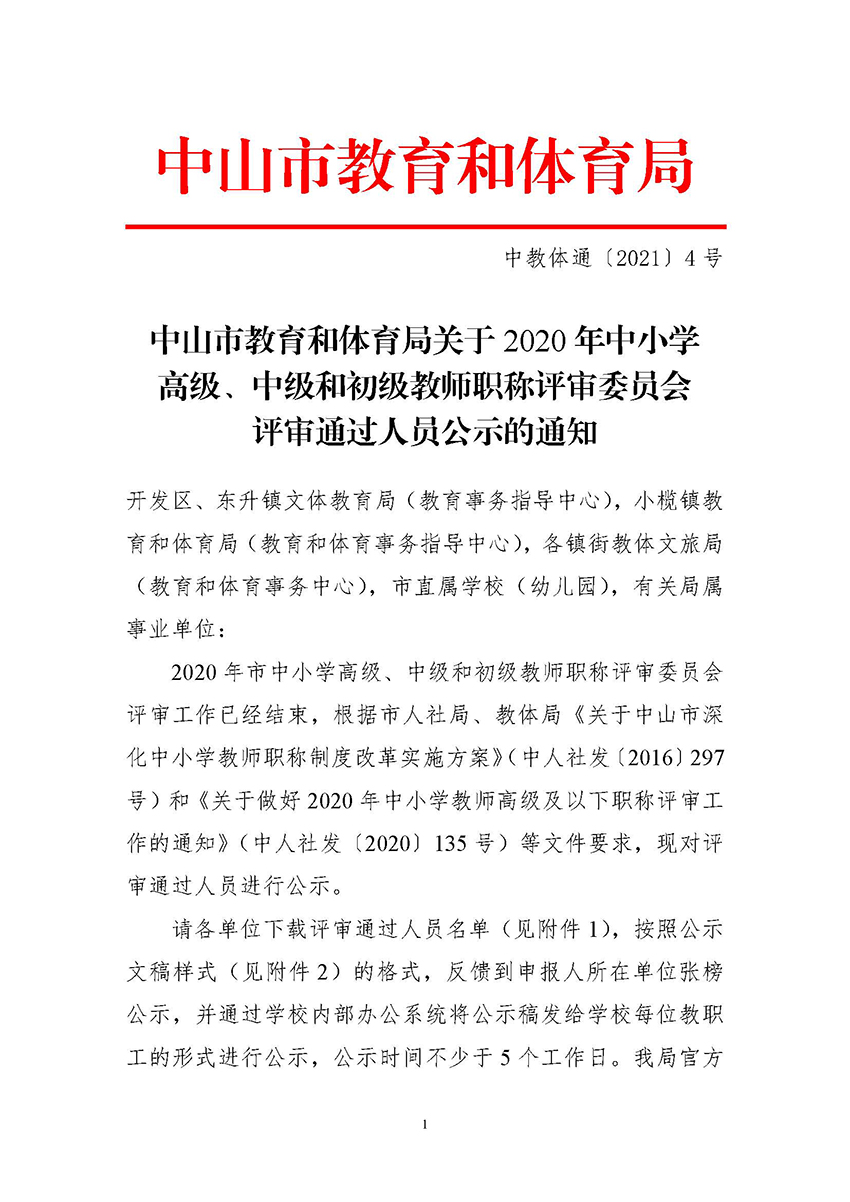 中山市教育和体育局
中教体通〔2021〕4号
中山市教育和体育局关于 2020 年中小学
高级、中级和初级教师职称评审委员会
评审通过人员公示的通知
开发区、东升镇文体教育局（教育事务指导中心），小榄镇教
育和体育局（教育和体育事务指导中心），各镇街教体文旅局
（教育和体育事务中心），市直属学校（幼儿园），有关局属
事业单位：
2020 年市中小学高级、中级和初级教师职称评审委员会
评审工作已经结束，根据市人社局、教体局《关于中山市深
化中小学教师职称制度改革实施方案》（中人社发〔2016〕297
号）和《关于做好 2020 年中小学教师高级及以下职称评审工
作的通知》（中人社发〔2020〕135 号）等文件要求，现对评
审通过人员进行公示。
请各单位下载评审通过人员名单（见附件 1），按照公示
文稿样式（见附件 2）的格式，反馈到申报人所在单位张榜
公示，并通过学校内部办公系统将公示稿发给学校每位教职
工的形式进行公示，公示时间不少于 5 个工作日。我局官方
1